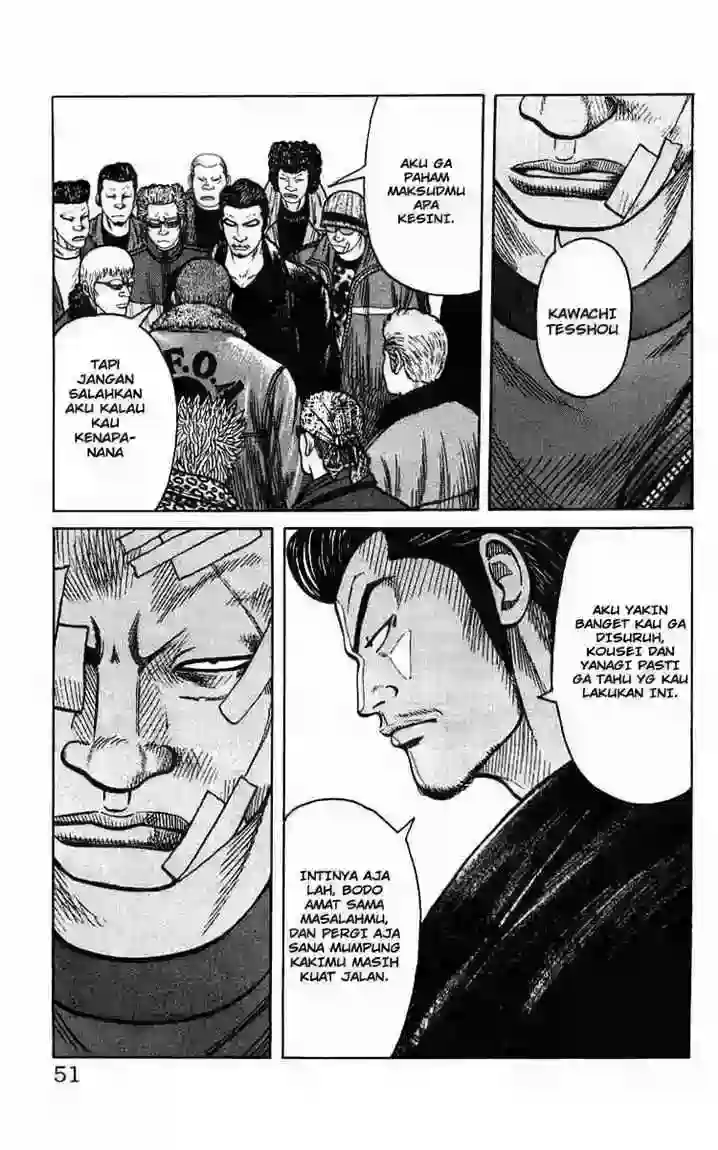 KAWACHI
TESSHOU
AKU GA
PAHAM
MAKSUDMU
APA
KESINI.
TAPI
JANGAN
SALAHKAN
AKU KALAU
KAU
KENAPA-
NANA
F.O.
AKU YAKIN
BANGET KAU GA
DISURUH,
KOUSEI DAN
YANAGI PASTI
GA TAHU YG KAU
LAKUKAN INI.
INTINYA AJA
LAH, BODO
AMAT SAMA
MASALAHMU,
DAN PERGI AJA
SANA MUMPUNG
KAKIMU MASIH
KUAT JALAN.
51